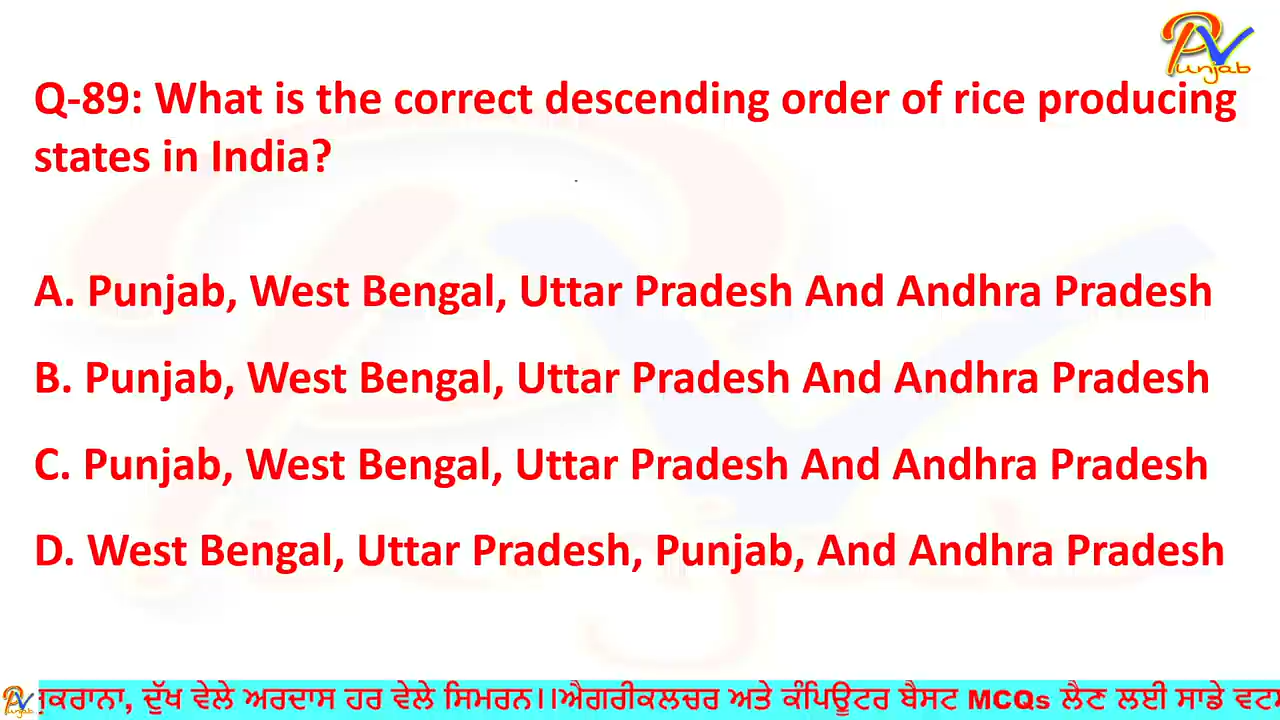 PV
unjab
Q-89: What is the correct descending order of rice producing
states in India?
A. Punjab, West Bengal, Uttar Pradesh And Andhra Pradesh
B. Punjab, West Bengal, Uttar Pradesh And Andhra Pradesh
C. Punjab, West Bengal, Uttar Pradesh And Andhra Pradesh
D. West Bengal, Uttar Pradesh, Punjab, And Andhra Pradesh
ਦੁੱਖ ਵੇਲੇ ਅਰਦਾਸ ਹਰ ਵੇਲੇ ਸਿਮਰਨ।।ਐਗਰੀਕਲਚਰ ਅਤੇ ਕੰਪਿਊਟਰ ਬੈਸਟ MCQs ਲੈਣ ਲਈ ਸਾਡੇ